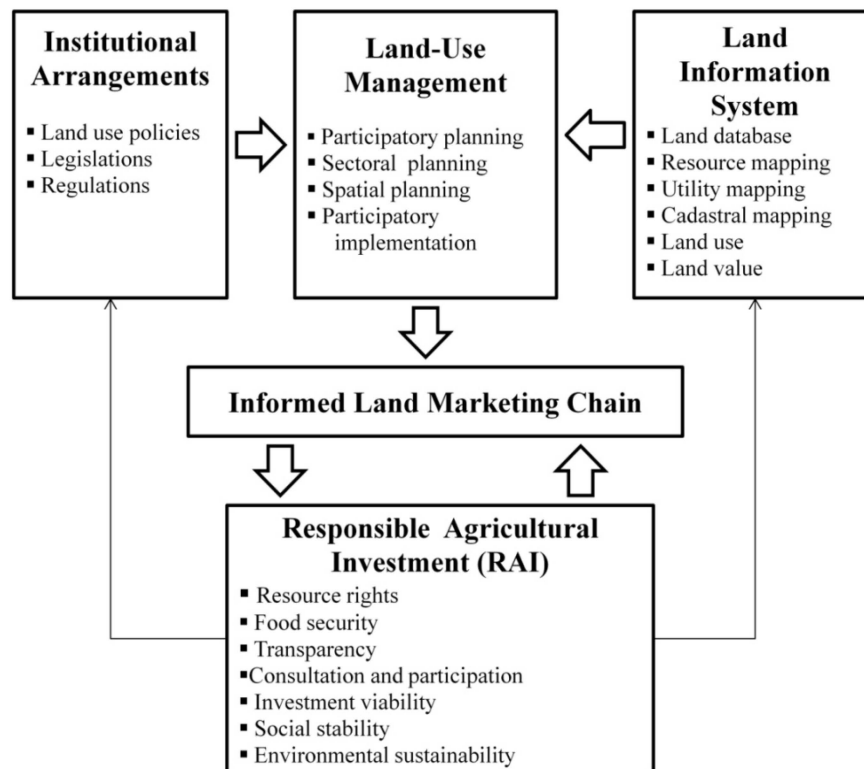 Institutional
Arrangements
▪ Land use policies
▪ Legislations
▪ Regulations
Land-Use
Management
▪ Participatory planning
▪ Sectoral planning
▪ Spatial planning
▪ Participatory
implementation
Land
Information
System
▪ Land database
▪ Resource mapping
▪ Utility mapping
▪ Cadastral mapping
▪ Land use
▪ Land value
Informed Land Marketing Chain
Responsible Agricultural
Investment (RAI)
▪ Resource rights
▪ Food security
▪ Transparency
▪Consultation and participation
▪ Investment viability
▪ Social stability
▪ Environmental sustainability